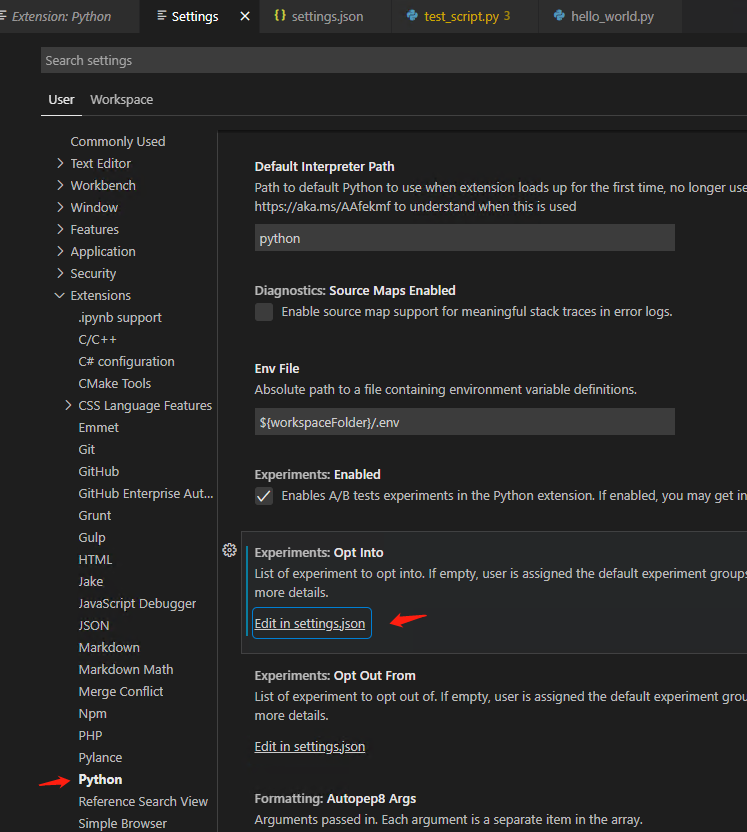 Extension: Python
Settings
settings.json
test_script.py 3
hello_world.py
Search settings
User
Workspace
Commonly Used
Text Editor
Workbench
Window
Features
Application
Security
Extensions
.ipynb support
C/C++
C# configuration
CMake Tools
CSS Language Features
Emmet
Git
GitHub
GitHub Enterprise Aut...
Grunt
Gulp
HTML
Jake
JavaScript Debugger
JSON
Markdown
Markdown Math
Merge Conflict
Npm
PHP
Pylance
Python
Reference Search View
Simple Browser
Default Interpreter Path
Path to default Python to use when extension loads up for the first time, no longer use
https://aka.ms/AAfekmf to understand when this is used
python
Diagnostics: Source Maps Enabled
Enable source map support for meaningful stack traces in error logs.
Env File
Absolute path to a file containing environment variable definitions.
${workspaceFolder}/.env
Experiments: Enabled
Enables A/B tests experiments in the Python extension. If enabled, you may get in
Experiments: Opt Into
List of experiment to opt into. If empty, user is assigned the default experiment groups
more details.
Edit in settings.json
Experiments: Opt Out From
List of experiment to opt out of. If empty, user is assigned the default experiment grou
more details.
Edit in settings.json
Formatting: Autopep8 Args
Arguments passed in. Each argument is a separate item in the array.